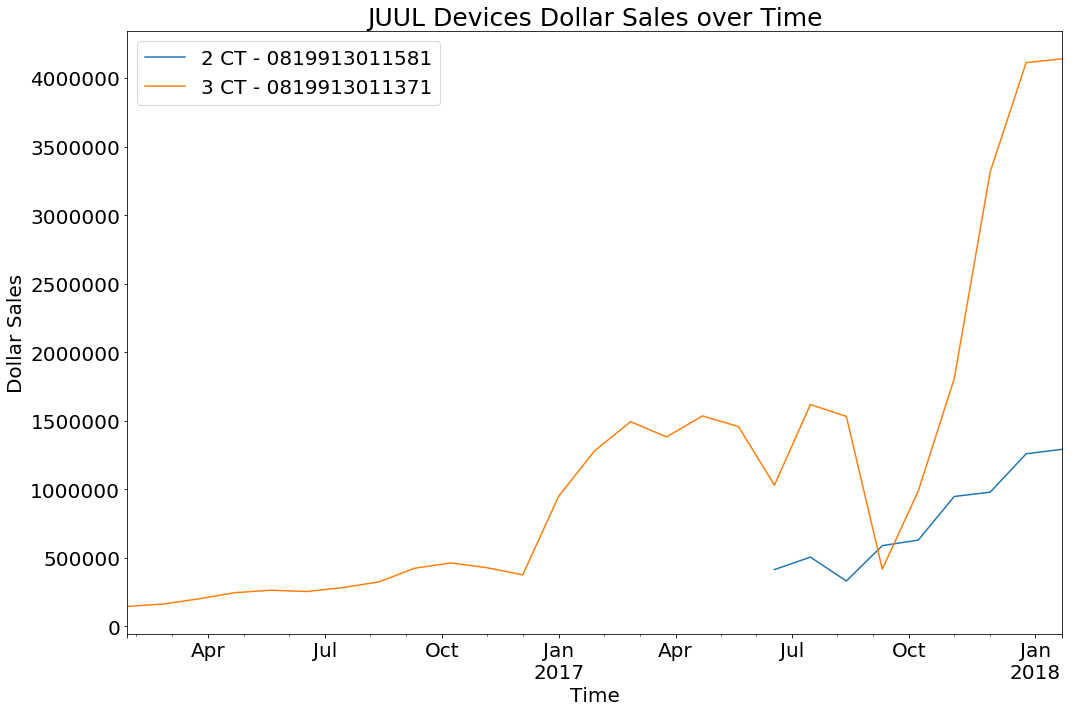 JUUL Devices Dollar Sales over Time
2 CT - 0819913011581
3 CT - 0819913011371
4000000
3500000
3000000
2500000
2000000
1500000
1000000
500000
0
Dollar Sales
Apr Jul Oct Jan Apr Jul Oct Jan
2017 2018
Time